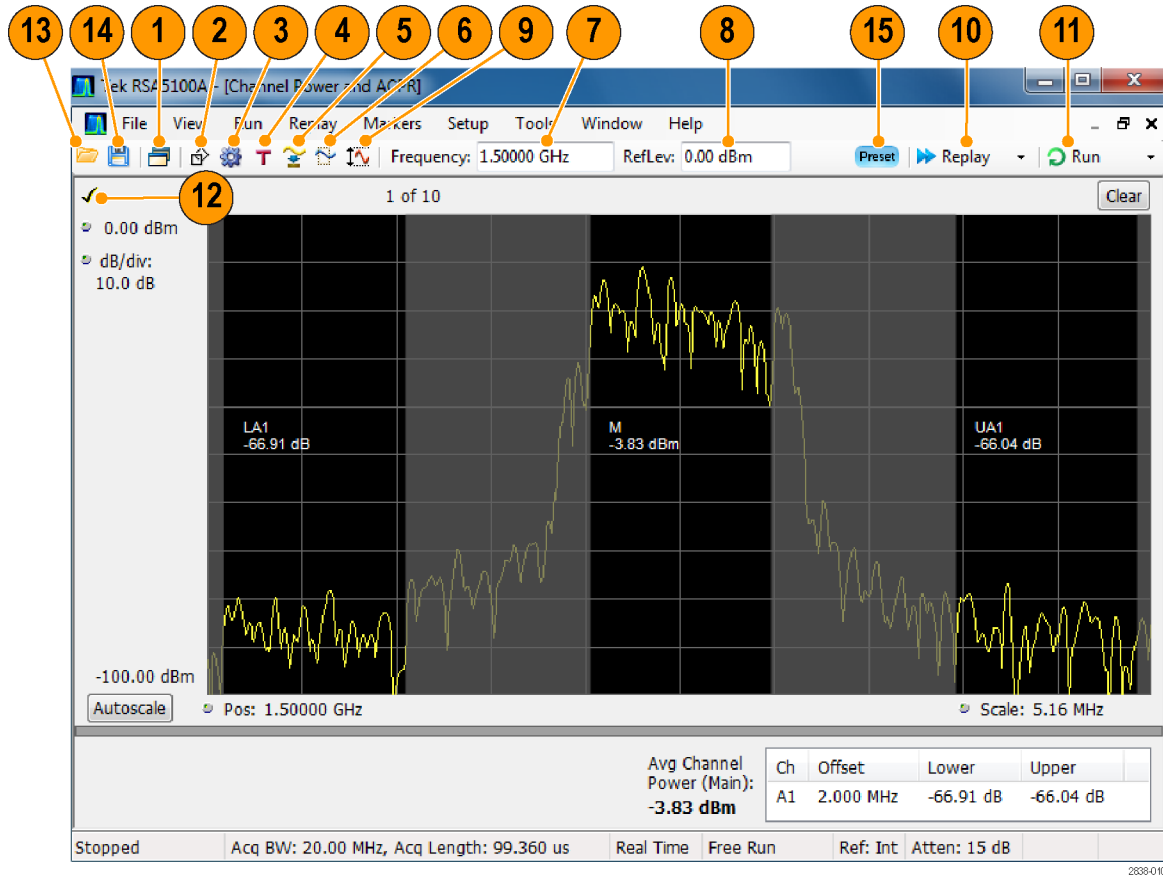 13 14 1 2 3 4 5 6 9 7 8 15 10 11
Tek RSA5100A - [Channel Power and ACPR]
File View Run Replay Markers Setup Tools Window Help
Frequency: 1.50000 GHz RefLev: 0.00 dBm Preset Replay Run
12
1 of 10 Clear
0.00 dBm
dB/div:
10.0 dB
LA1
-66.91 dB
M
-3.83 dBm
UA1
-66.04 dB
-100.00 dBm
Autoscale Pos: 1.50000 GHz Scale: 5.16 MHz
Avg Channel
Power (Main):
-3.83 dBm
Ch Offset Lower Upper
A1 2.000 MHz -66.91 dB -66.04 dB
Stopped Acq BW: 20.00 MHz, Acq Length: 99.360 us Real Time Free Run Ref: Int Atten: 15 dB